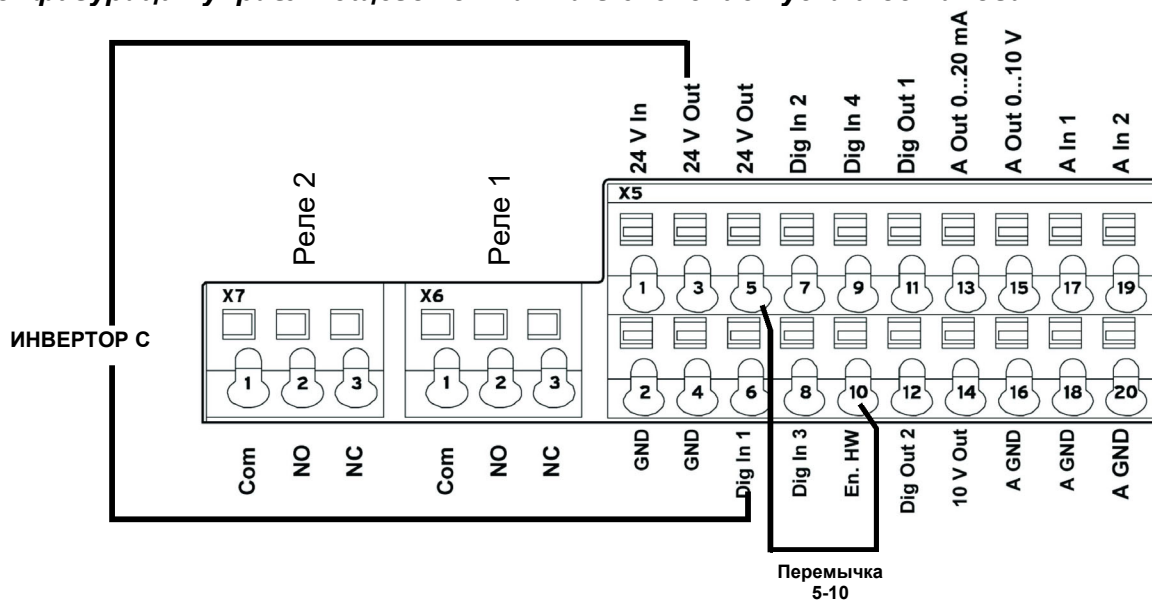 24 V In
24 V Out
24 V Out
Dig In 2
Dig In 4
Dig Out 1
A Out 0...20 mA
A Out 0...10 V
A In 1
A In 2
Реле 2
Реле 1
X5
1 3 5 7 9 11 13 15 17 19
X7
X6
ИНВЕРТОР С
1 2 3
1 2 3
2 4 6 8 10 12 14 16 18 20
Com
NO
NC
Com
NO
NC
GND
GND
Dig In 1
Dig In 3
En. HW
Dig Out 2
10 V Out
A GND
A GND
A GND
Перемычка
5-10